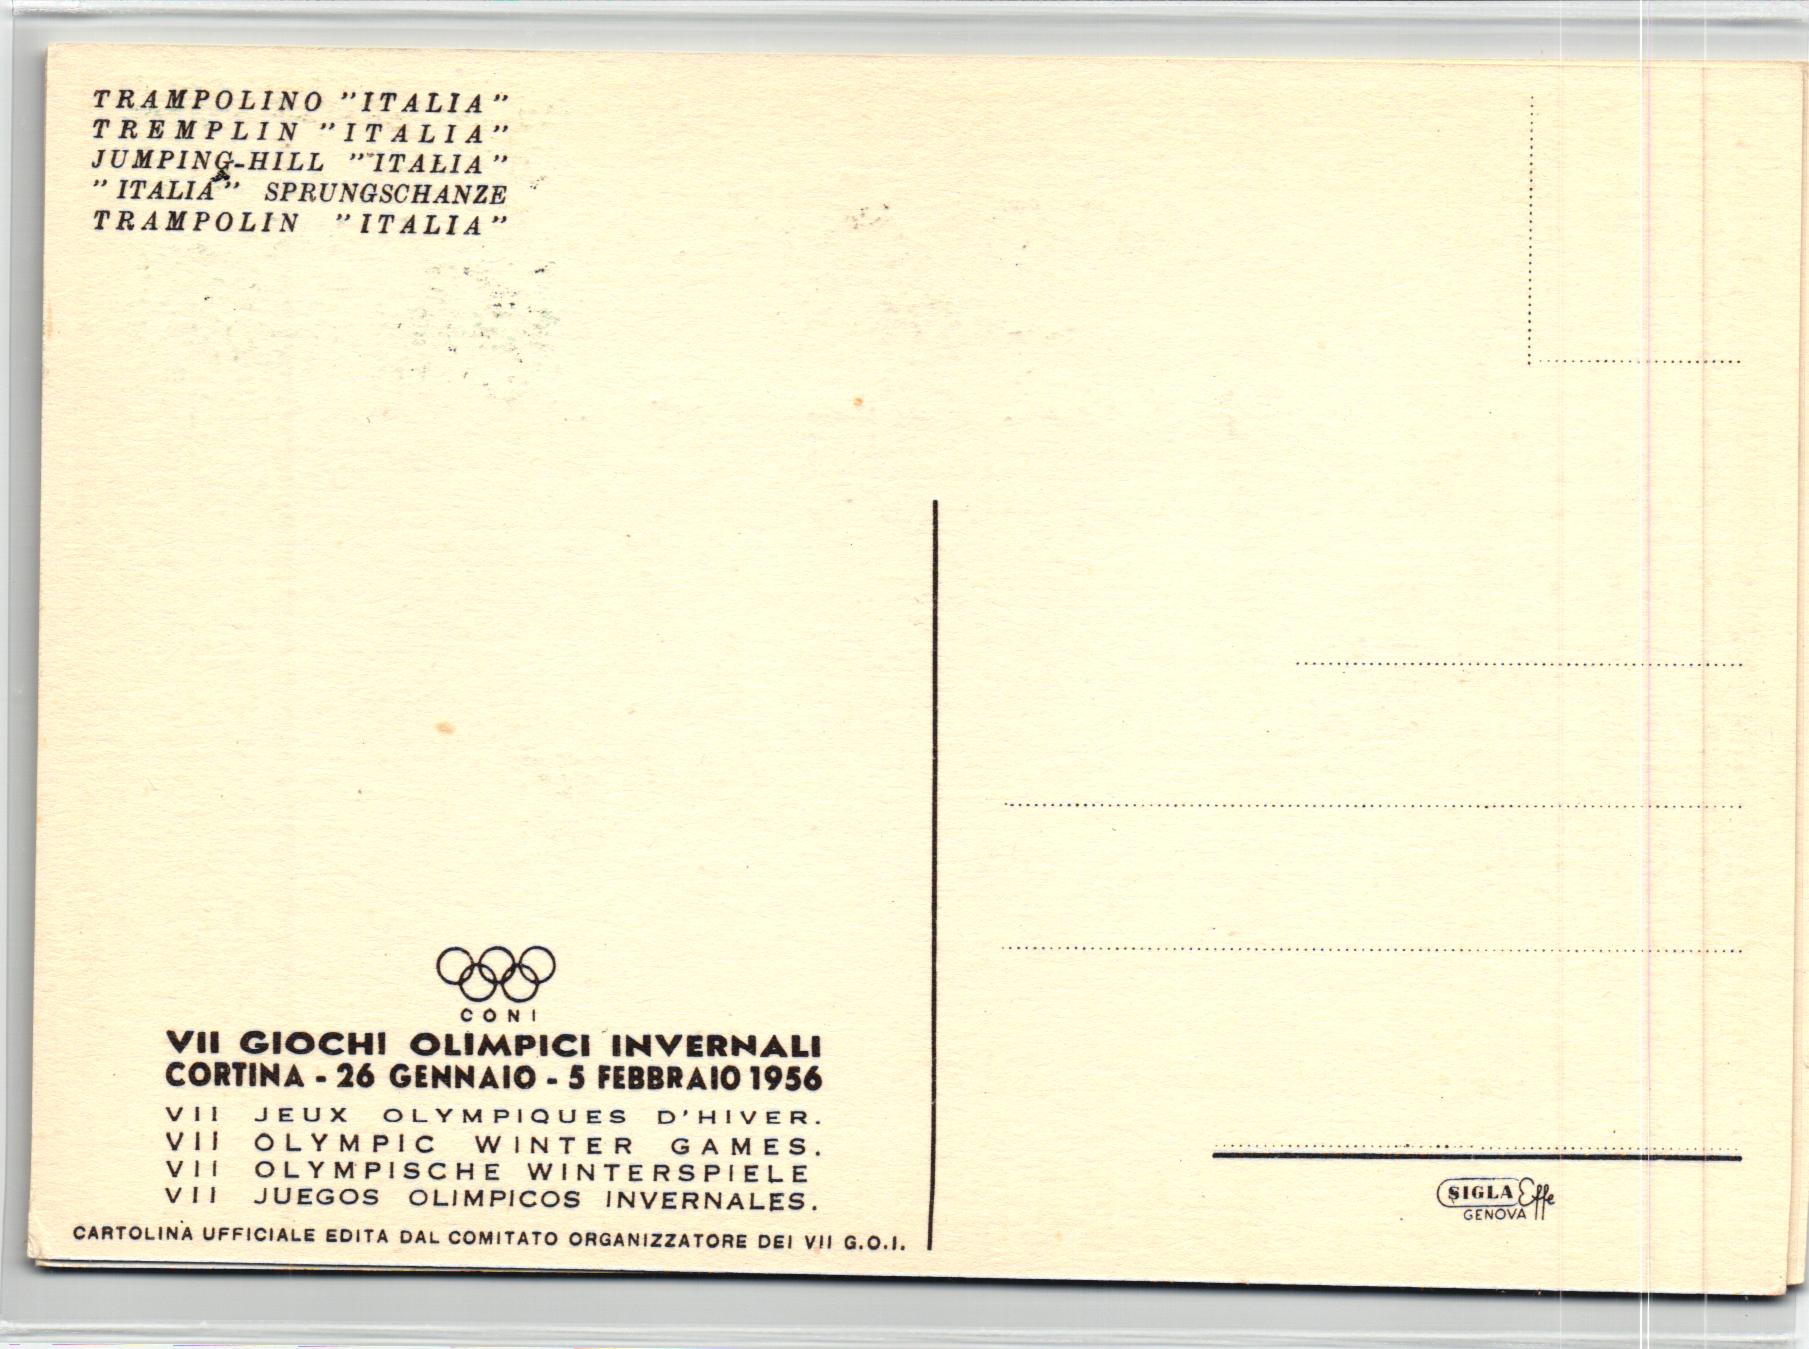 TRAMPOLINO "ITALIA"
TREMPLIN "ITALIA"
JUMPING-HILL "ITALIA"
"ITALIA" SPRUNGSCHANZE
TRAMPOLIN "ITALIA"
CONI
VII GIOCHI OLIMPICI INVERNALI
CORTINA - 26 GENNAIO - 5 FEBBRAIO 1956
VII JEUX OLYMPIQUES D'HIVER.
VII OLYMPIC WINTER GAMES.
VII OLYMPISCHE WINTERSPIELE
VII JUEGOS OLIMPICOS INVERNALES.
CARTOLINA UFFICIALE EDITA DAL COMITATO ORGANIZZATORE DEI VII G.O.I.
SIGLA Effe
GENOVA